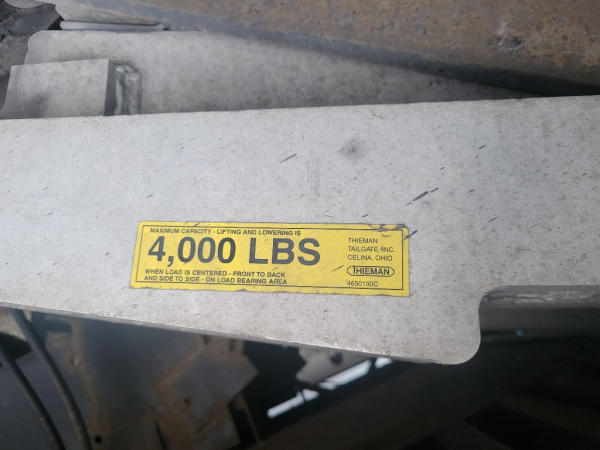 MAXIMUM CAPACITY - LIFTING AND LOWERING IS
4,000 LBS
WHEN LOAD IS CENTERED - FRONT TO BACK
AND SIDE TO SIDE - ON LOAD BEARING AREA
THIEMAN
TAILGATE, INC.
CELINA, OHIO
THIEMAN
4650130C